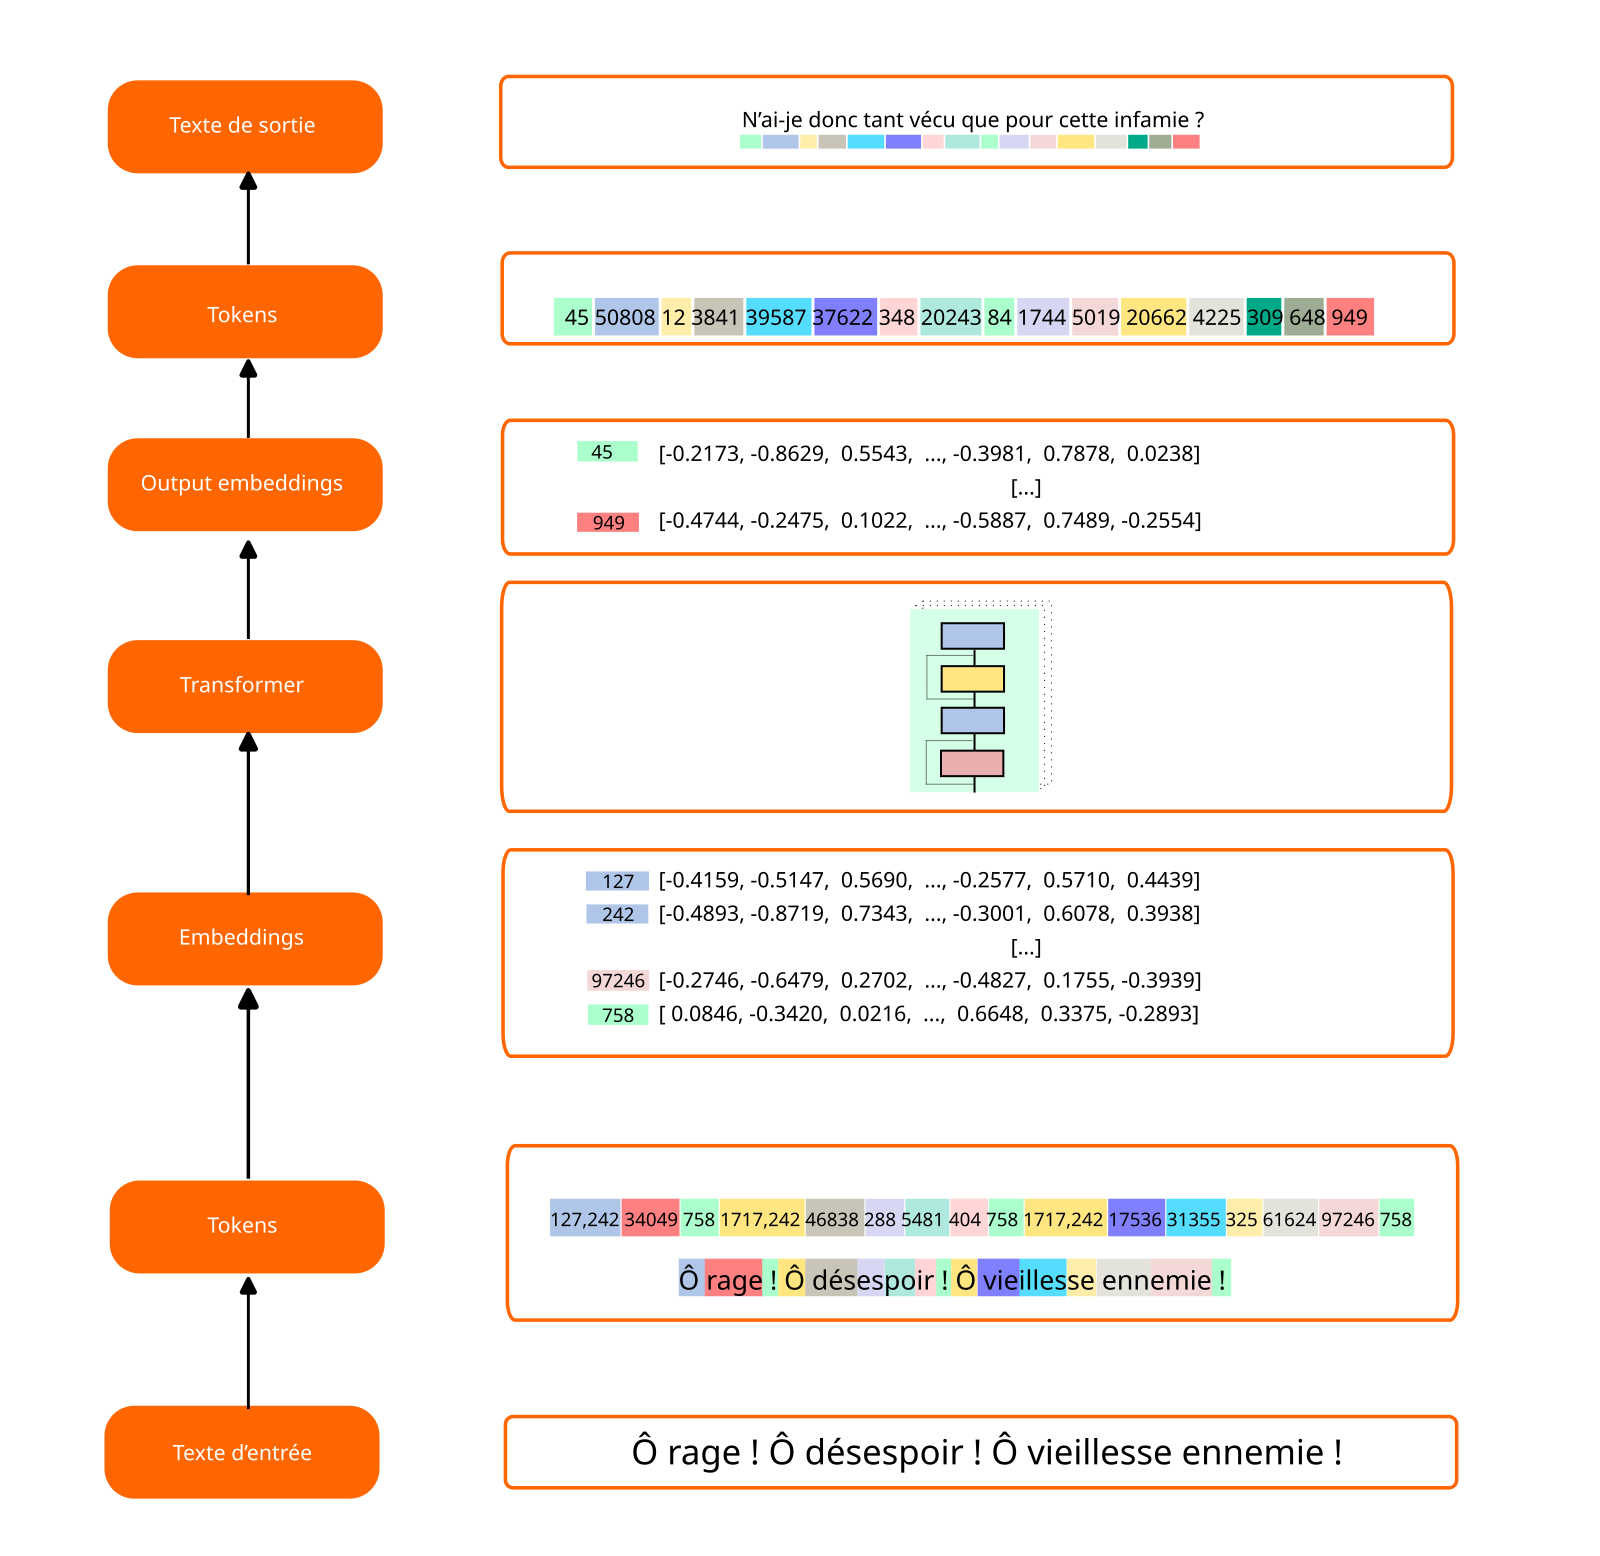 Texte de sortie
N’ai-je donc tant vécu que pour cette infamie ?
Tokens
45 50808 12 3841 39587 37622 348 20243 84 1744 5019 20662 4225 309 648 949
Output embeddings
45 [-0.2173, -0.8629, 0.5543, ..., -0.3981, 0.7878, 0.0238]
[...]
949 [-0.4744, -0.2475, 0.1022, ..., -0.5887, 0.7489, -0.2554]
Transformer
Embeddings
127 [-0.4159, -0.5147, 0.5690, ..., -0.2577, 0.5710, 0.4439]
242 [-0.4893, -0.8719, 0.7343, ..., -0.3001, 0.6078, 0.3938]
[...]
97246 [-0.2746, -0.6479, 0.2702, ..., -0.4827, 0.1755, -0.3939]
758 [ 0.0846, -0.3420, 0.0216, ..., 0.6648, 0.3375, -0.2893]
Tokens
127,242 34049 758 1717,242 46838 288 5481 404 758 1717,242 17536 31355 325 61624 97246 758
Ô rage ! Ô désespoir ! Ô vieillesse ennemie !
Texte d’entrée
Ô rage ! Ô désespoir ! Ô vieillesse ennemie !